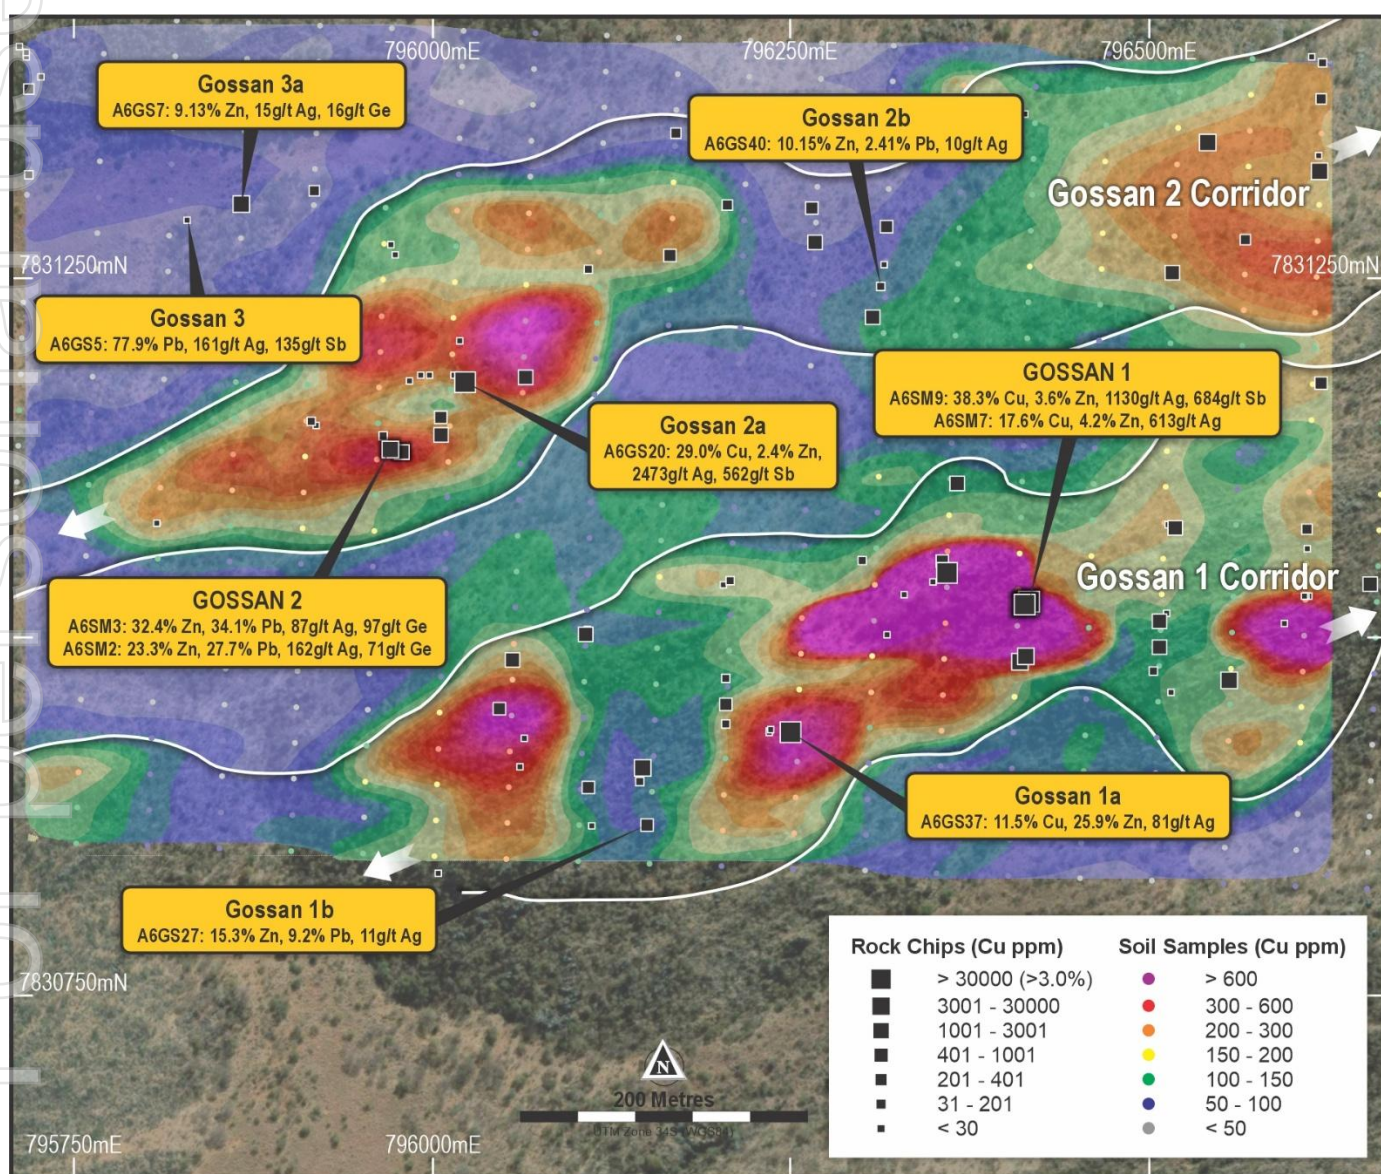 796000mE
796250mE
796500mE
Gossan 3a
A6GS7: 9.13% Zn, 15g/t Ag, 16g/t Ge
Gossan 2b
A6GS40: 10.15% Zn, 2.41% Pb, 10g/t Ag
Gossan 2 Corridor
7831250mN
7831250mN
Gossan 3
A6GS5: 77.9% Pb, 161g/t Ag, 135g/t Sb
GOSSAN 1
A6SM9: 38.3% Cu, 3.6% Zn, 1130g/t Ag, 684g/t Sb
A6SM7: 17.6% Cu, 4.2% Zn, 613g/t Ag
Gossan 2a
A6GS20: 29.0% Cu, 2.4% Zn,
2473g/t Ag, 562g/t Sb
Gossan 1 Corridor
GOSSAN 2
A6SM3: 32.4% Zn, 34.1% Pb, 87g/t Ag, 97g/t Ge
A6SM2: 23.3% Zn, 27.7% Pb, 162g/t Ag, 71g/t Ge
Gossan 1a
A6GS37: 11.5% Cu, 25.9% Zn, 81g/t Ag
Gossan 1b
A6GS27: 15.3% Zn, 9.2% Pb, 11g/t Ag
7830750mN
Rock Chips (Cu ppm)
> 30000 (>3.0%)
3001 - 30000
1001 - 3001
401 - 1001
201 - 401
31 - 201
< 30
Soil Samples (Cu ppm)
> 600
300 - 600
200 - 300
150 - 200
100 - 150
50 - 100
< 50
N
200 Metres
UTM Zone 34S (WGS84)
795750mE
796000mE